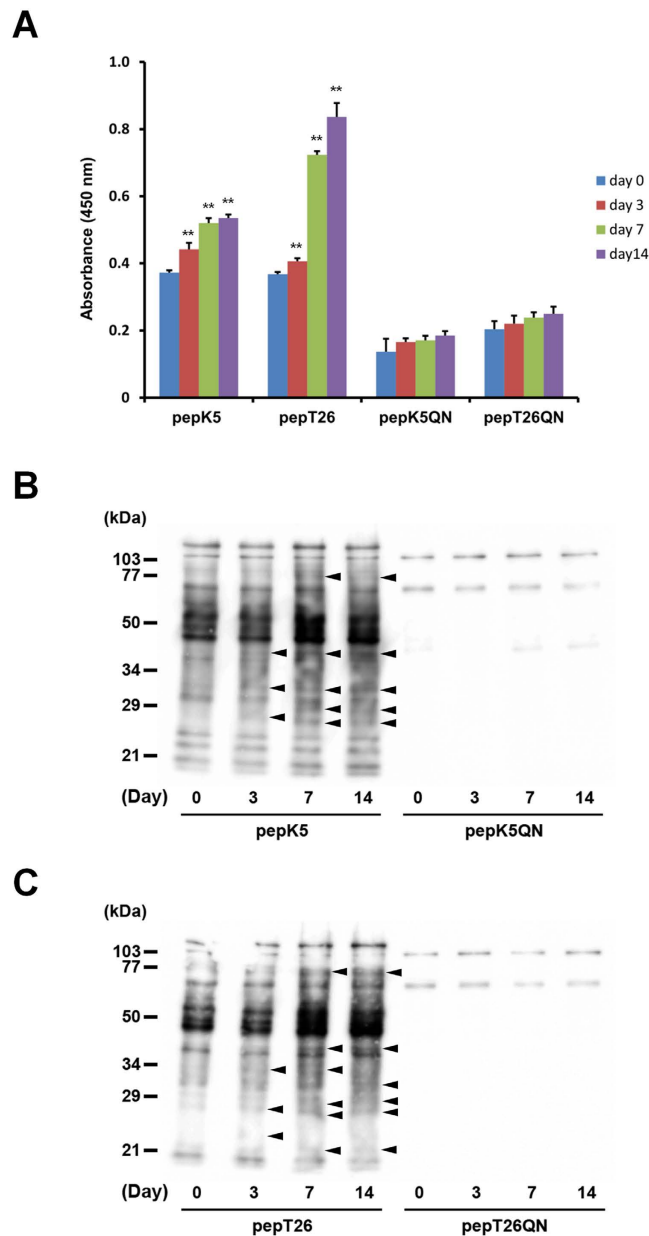 A
1.0
0.8
0.6
0.4
0.2
0
Absorbance (450 nm)
** ** **
** ** **
pepK5 pepT26 pepK5QN pepT26QN
day 0
day 3
day 7
day14
B
(kDa)
103
77
50
34
29
21
(Day) 0 3 7 14 0 3 7 14
pepK5 pepK5QN
C
(kDa)
103
77
50
34
29
21
(Day) 0 3 7 14 0 3 7 14
pepT26 pepT26QN